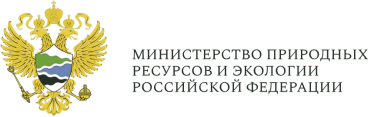 МИНИСТЕРСТВО ПРИРОДНЫХ
РЕСУРСОВ И ЭКОЛОГИИ
РОССИЙСКОЙ ФЕДЕРАЦИИ